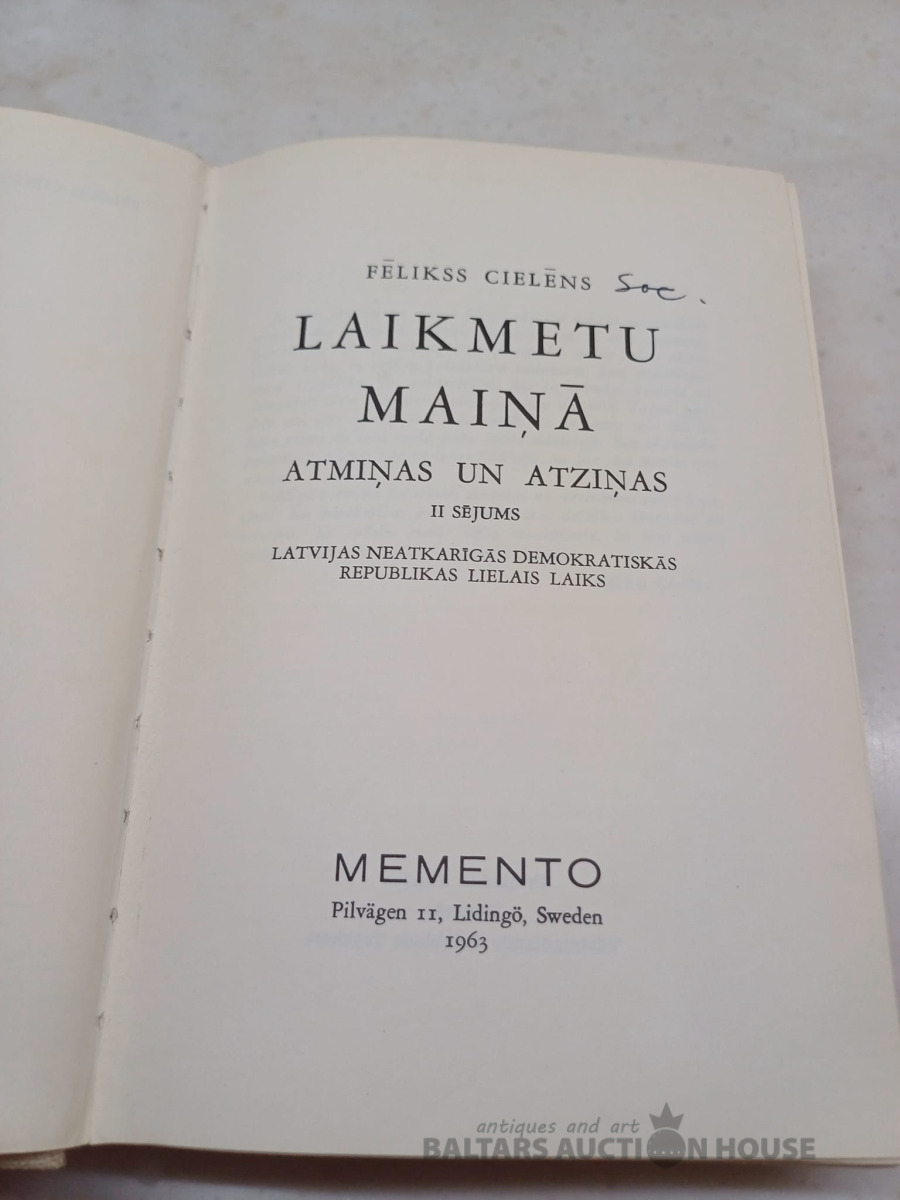 FĒLIKSS CIELĒNS Soc.
LAIKMETU
MAIŅĀ
ATMIŅAS UN ATZIŅAS
II SĒJUMS
LATVIJAS NEATKARĪGĀS DEMOKRATISKĀS
REPUBLIKAS LIELAIS LAIKS
MEMENTO
Pilvägen 11, Lidingö, Sweden
1963
antiques and art
BALTARS AUCTION HOUSE